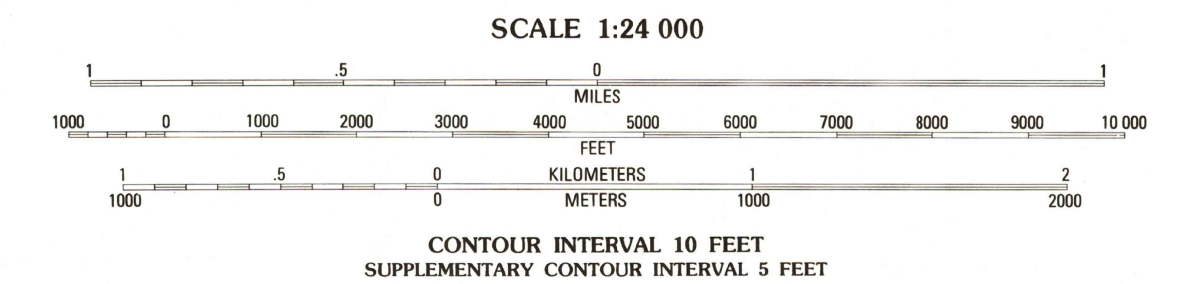 SCALE 1:24 000
1 .5 0 1
MILES
1000 0 1000 2000 3000 4000 5000 6000 7000 8000 9000 10 000
FEET
1 .5 0 KILOMETERS 1 2
1000 0 METERS 1000 2000
CONTOUR INTERVAL 10 FEET
SUPPLEMENTARY CONTOUR INTERVAL 5 FEET